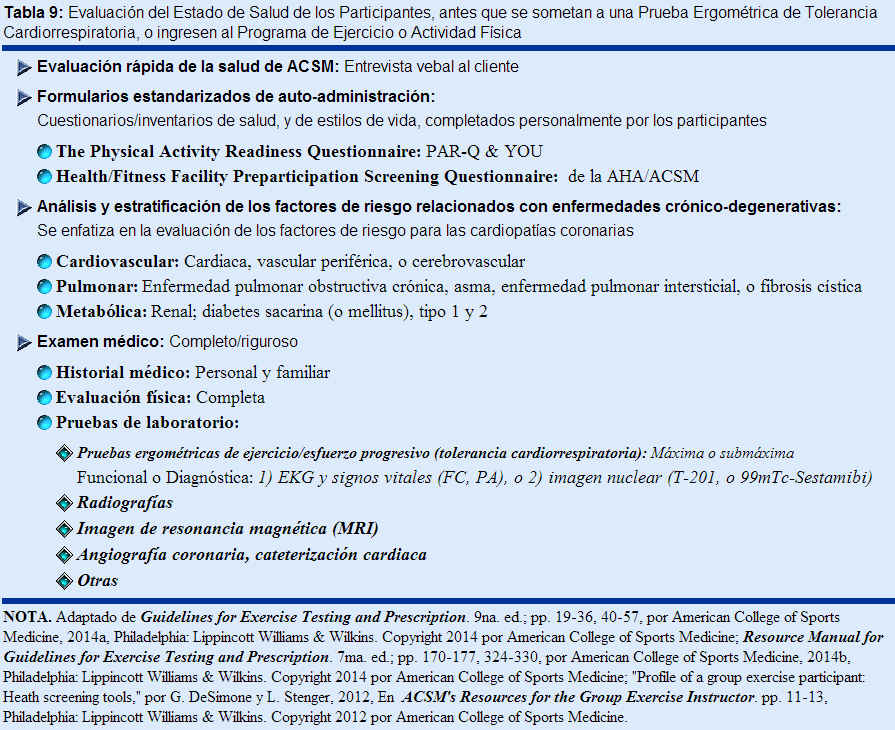 Tabla 9: Evaluación del Estado de Salud de los Participantes, antes que se sometan a una Prueba Ergométrica de Tolerancia
Cardiorrespiratoria, o ingresen al Programa de Ejercicio o Actividad Física
Evaluación rápida de la salud de ACSM: Entrevista vebal al cliente
Formularios estandarizados de auto-administración:
Cuestionarios/inventarios de salud, y de estilos de vida, completados personalmente por los participantes
The Physical Activity Readiness Questionnaire: PAR-Q & YOU
Health/Fitness Facility Preparticipation Screening Questionnaire: de la AHA/ACSM
Análisis y estratificación de los factores de riesgo relacionados con enfermedades crónico-degenerativas:
Se enfatiza en la evaluación de los factores de riesgo para las cardiopatías coronarias
Cardiovascular: Cardiaca, vascular periférica, o cerebrovascular
Pulmonar: Enfermedad pulmonar obstructiva crónica, asma, enfermedad pulmonar intersticial, o fibrosis cística
Metabólica: Renal; diabetes sacarina (o mellitus), tipo 1 y 2
Examen médico: Completo/riguroso
Historial médico: Personal y familiar
Evaluación física: Completa
Pruebas de laboratorio:
Pruebas ergométricas de ejercicio/esfuerzo progresivo (tolerancia cardiorrespiratoria): Máxima o submáxima
Funcional o Diagnóstica: 1) EKG y signos vitales (FC, PA), o 2) imagen nuclear (T-201, o 99mTc-Sestamibi)
Radiografías
Imagen de resonancia magnética (MRI)
Angiografía coronaria, cateterización cardiaca
Otras
NOTA. Adaptado de Guidelines for Exercise Testing and Prescription. 9na. ed.; pp. 19-36, 40-57, por American College of Sports
Medicine, 2014a, Philadelphia: Lippincott Williams & Wilkins. Copyright 2014 por American College of Sports Medicine; Resource Manual for
Guidelines for Exercise Testing and Prescription. 7ma. ed.; pp. 170-177, 324-330, por American College of Sports Medicine, 2014b,
Philadelphia: Lippincott Williams & Wilkins. Copyright 2014 por American College of Sports Medicine; "Profile of a group exercise participant:
Heath screening tools," por G. DeSimone y L. Stenger, 2012, En ACSM's Resources for the Group Exercise Instructor. pp. 11-13,
Philadelphia: Lippincott Williams & Wilkins. Copyright 2012 por American College of Sports Medicine.